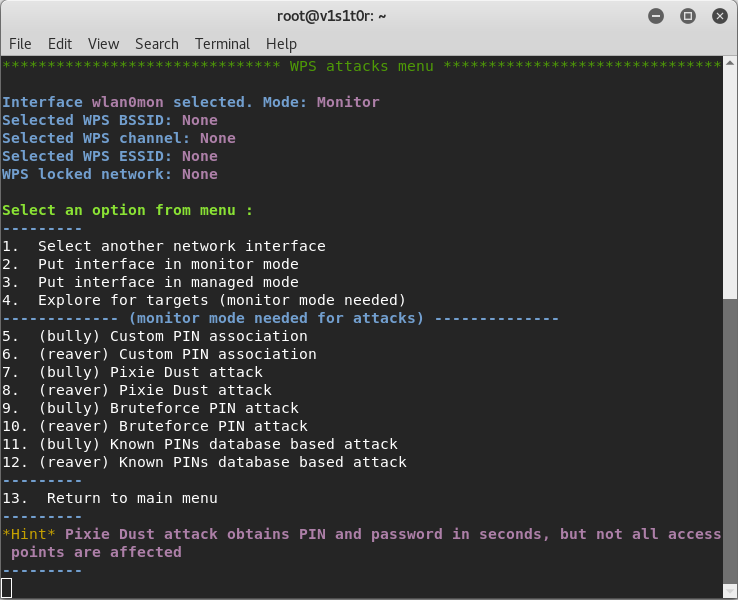 root@v1s1t0r: ~
File Edit View Search Terminal Help
******************************* WPS attacks menu *******************************
Interface wlan0mon selected. Mode: Monitor
Selected WPS BSSID: None
Selected WPS channel: None
Selected WPS ESSID: None
WPS locked network: None
Select an option from menu :
---------
1.  Select another network interface
2.  Put interface in monitor mode
3.  Put interface in managed mode
4.  Explore for targets (monitor mode needed)
------------- (monitor mode needed for attacks) --------------
5.  (bully) Custom PIN association
6.  (reaver) Custom PIN association
7.  (bully) Pixie Dust attack
8.  (reaver) Pixie Dust attack
9.  (bully) Bruteforce PIN attack
10. (reaver) Bruteforce PIN attack
11. (bully) Known PINs database based attack
12. (reaver) Known PINs database based attack
---------
13.  Return to main menu
---------
*Hint* Pixie Dust attack obtains PIN and password in seconds, but not all access
 points are affected
---------